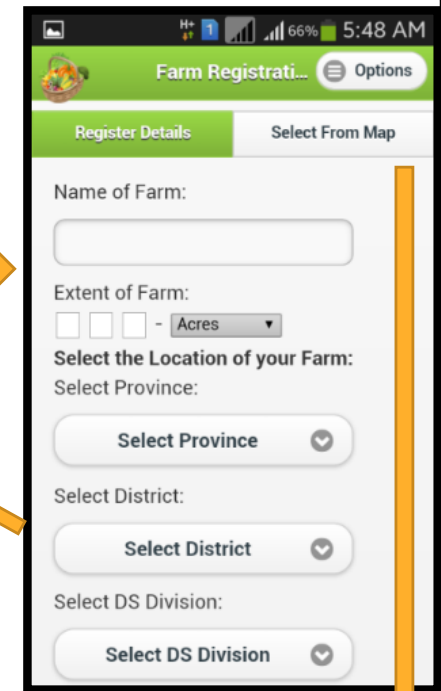 H+ 1 66% 5:48 AM
Farm Registrati... Options
Register Details Select From Map
Name of Farm:
Extent of Farm:
- Acres
Select the Location of your Farm:
Select Province:
Select Province
Select District:
Select District
Select DS Division:
Select DS Division